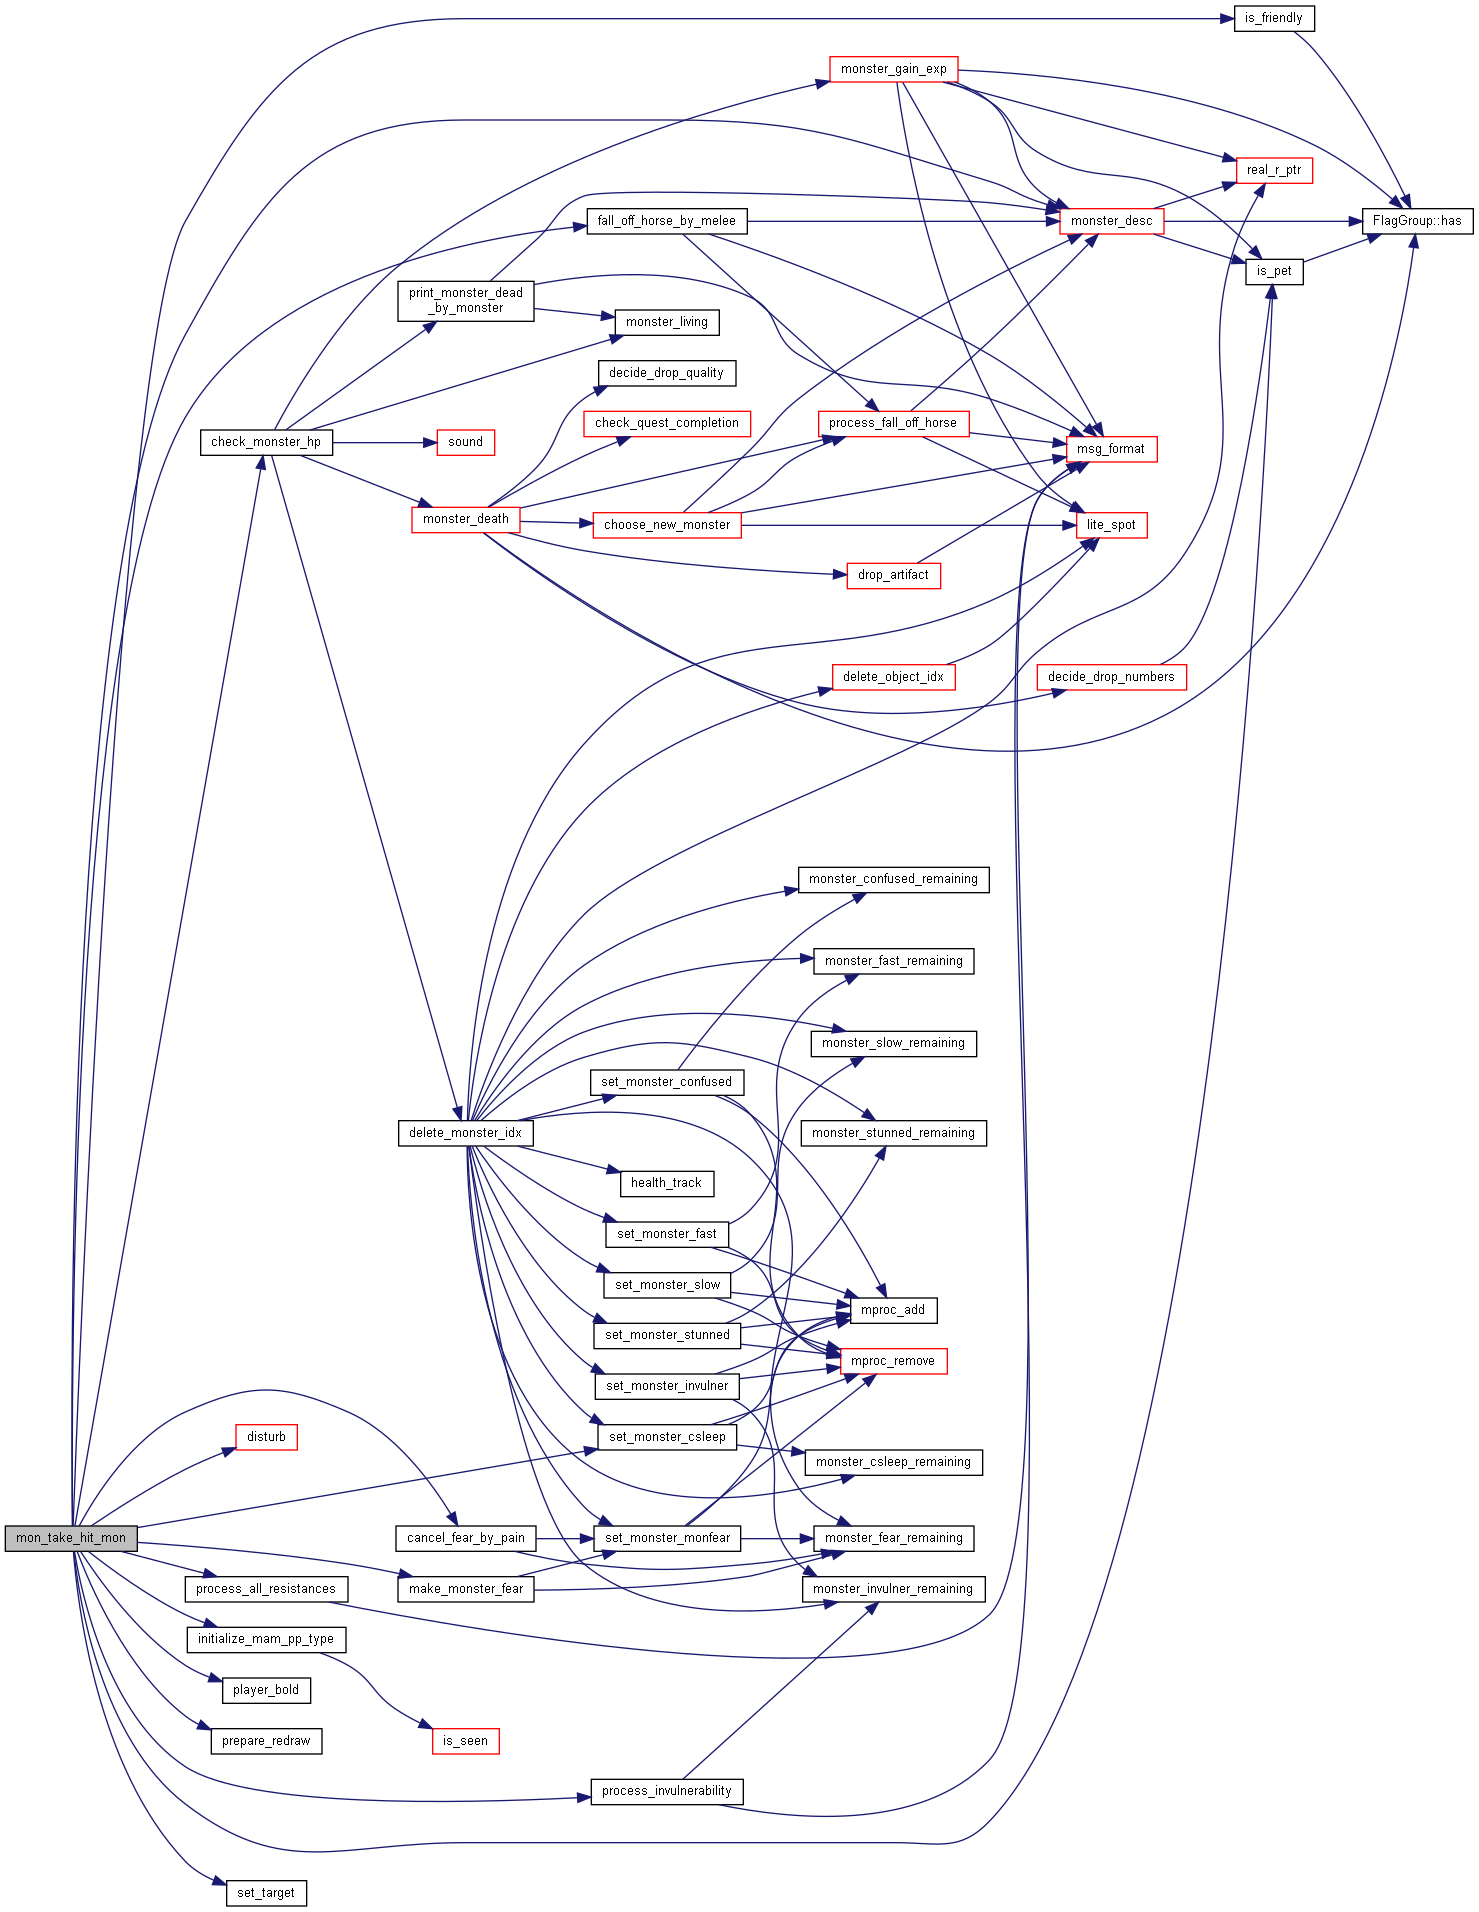 is_friendly
monster_gain_exp
real_r_ptr
fall_off_horse_by_melee
monster_desc
FlagGroup::has
is_pet
print_monster_dead
_by_monster
monster_living
decide_drop_quality
check_quest_completion
process_fall_off_horse
check_monster_hp
sound
msg_format
monster_death
choose_new_monster
lite_spot
drop_artifact
delete_object_idx
decide_drop_numbers
monster_confused_remaining
monster_fast_remaining
monster_slow_remaining
set_monster_confused
delete_monster_idx
monster_stunned_remaining
health_track
set_monster_fast
set_monster_slow
mproc_add
set_monster_stunned
mproc_remove
set_monster_invulner
disturb
set_monster_csleep
monster_csleep_remaining
mon_take_hit_mon
cancel_fear_by_pain
set_monster_monfear
monster_fear_remaining
process_all_resistances
make_monster_fear
monster_invulner_remaining
initialize_mam_pp_type
player_bold
prepare_redraw
is_seen
process_invulnerability
set_target